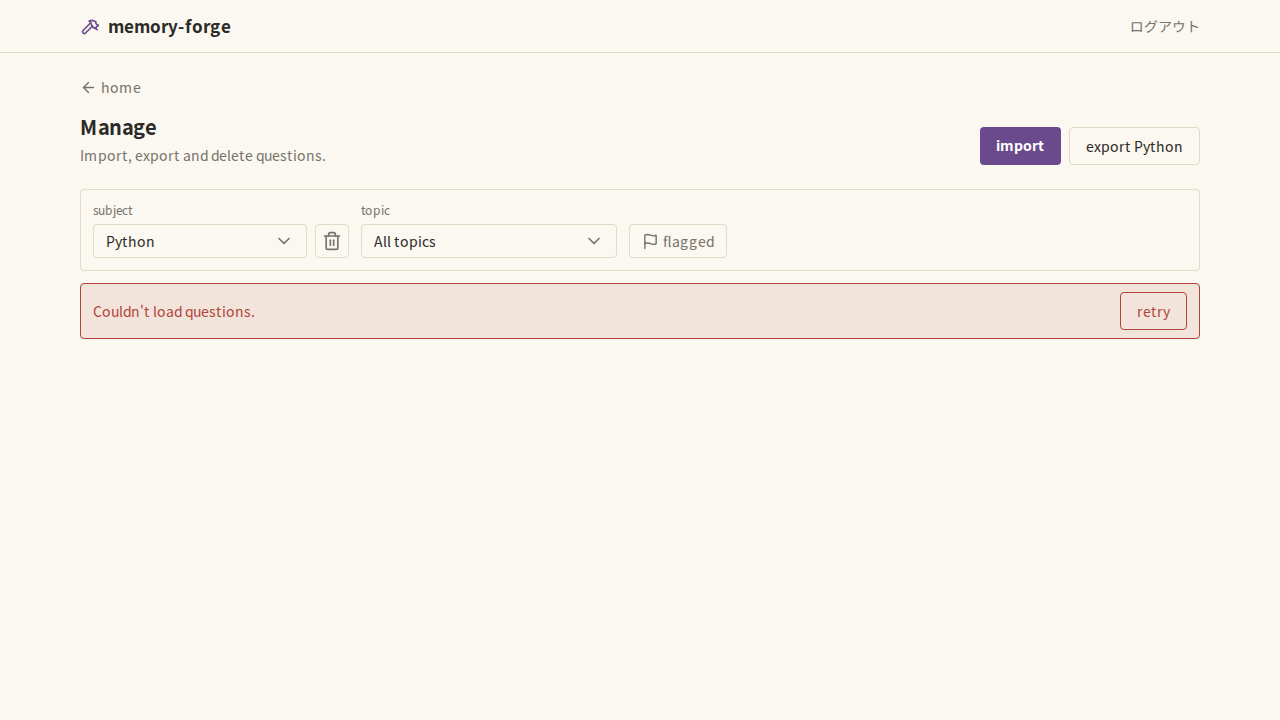 memory-forge
ログアウト
home
Manage
Import, export and delete questions.
import
export Python
subject
topic
Python
All topics
flagged
Couldn't load questions.
retry